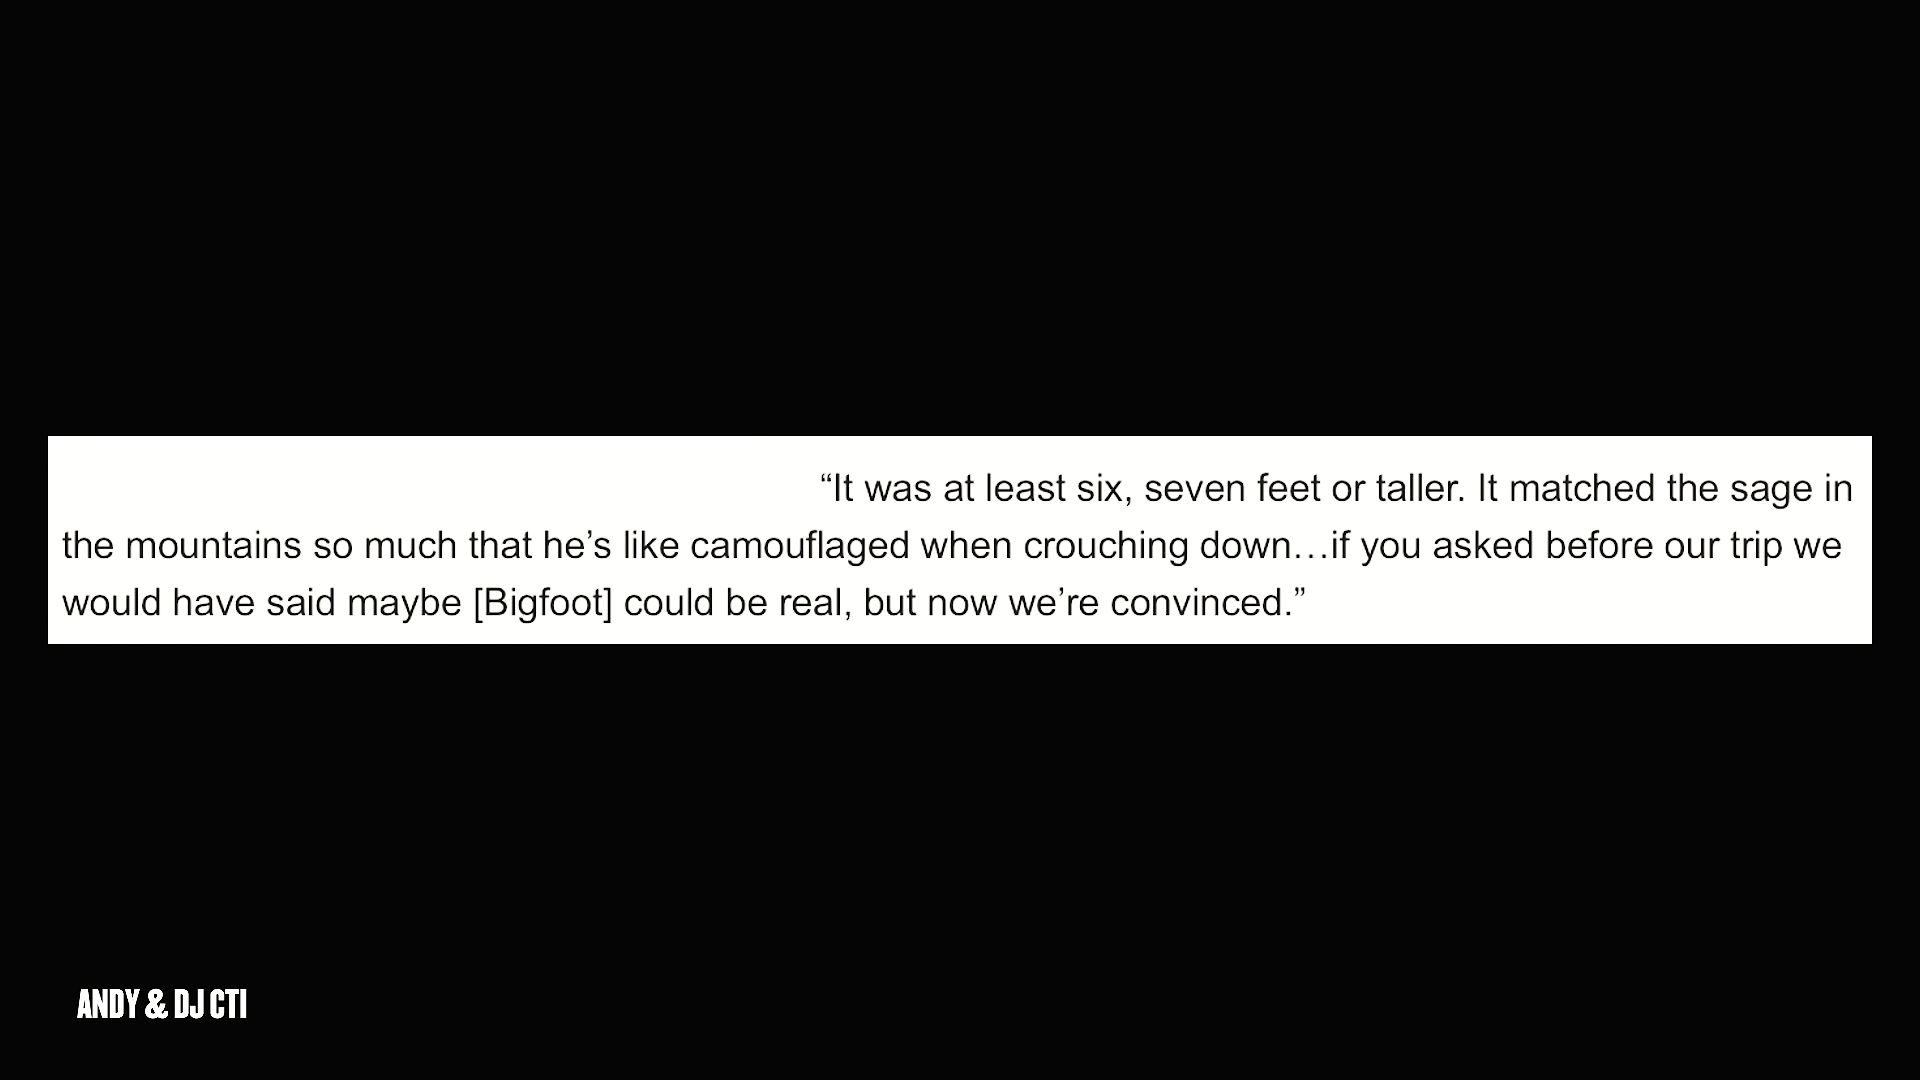 “It was at least six, seven feet or taller. It matched the sage in
the mountains so much that he’s like camouflaged when crouching down…if you asked before our trip we
would have said maybe [Bigfoot] could be real, but now we’re convinced.”
ANDY & DJ CTI